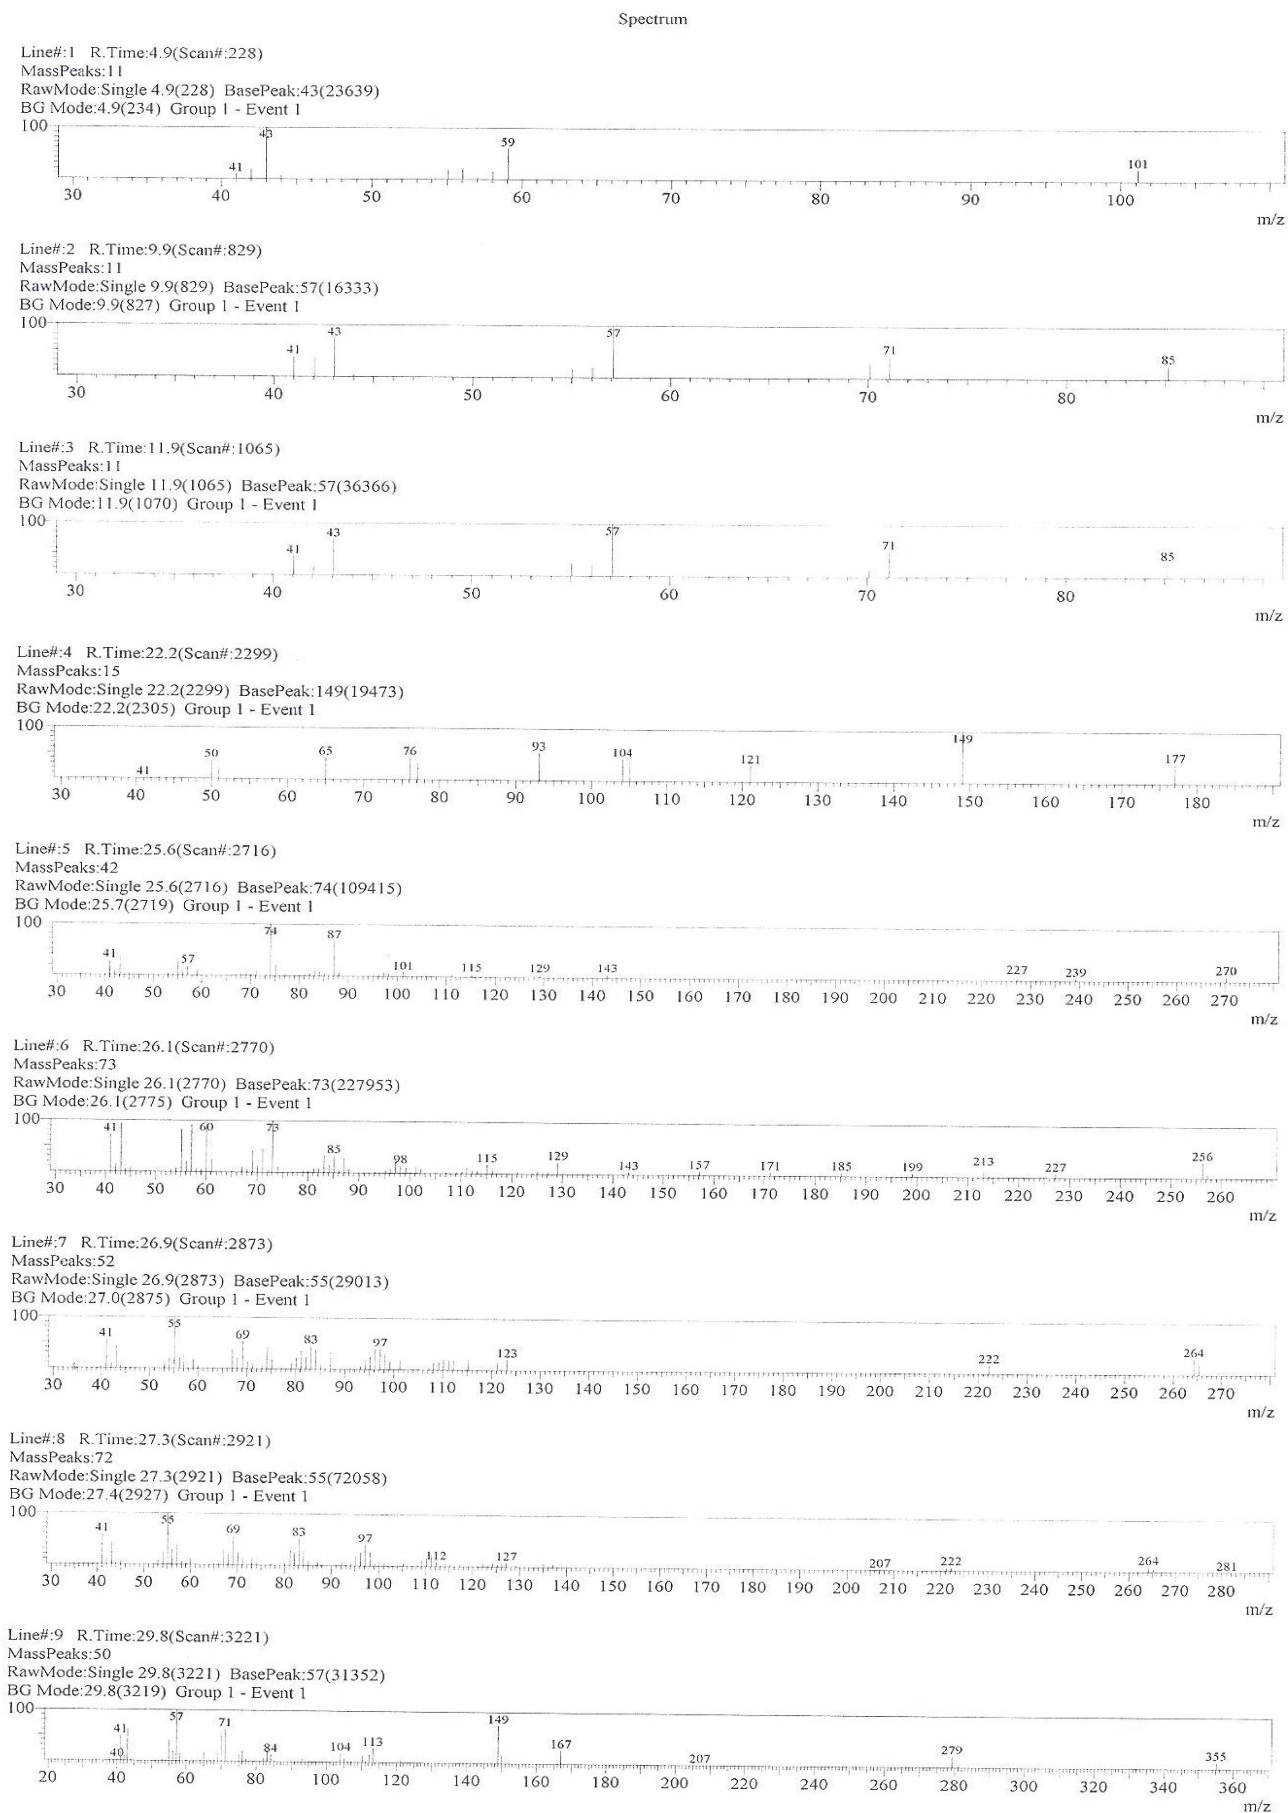 Spectrum
Line#:1 R.Time:4.9(Scan#:228)
MassPeaks:11
RawMode:Single 4.9(228) BasePeak:43(23639)
BG Mode:4.9(234) Group 1 - Event 1
100
43
59
41
101
30 40 50 60 70 80 90 100
m/z
Line#:2 R.Time:9.9(Scan#:829)
MassPeaks:11
RawMode:Single 9.9(829) BasePeak:57(16333)
BG Mode:9.9(827) Group 1 - Event 1
100
43 57
41 71 85
30 40 50 60 70 80
m/z
Line#:3 R.Time:11.9(Scan#:1065)
MassPeaks:11
RawMode:Single 11.9(1065) BasePeak:57(36366)
BG Mode:11.9(1070) Group 1 - Event 1
100
43 57
41 71 85
30 40 50 60 70 80
m/z
Line#:4 R.Time:22.2(Scan#:2299)
MassPeaks:15
RawMode:Single 22.2(2299) BasePeak:149(19473)
BG Mode:22.2(2305) Group 1 - Event 1
100
41 50 65 76 93 104 121 149 177
30 40 50 60 70 80 90 100 110 120 130 140 150 160 170 180
m/z
Line#:5 R.Time:25.6(Scan#:2716)
MassPeaks:42
RawMode:Single 25.6(2716) BasePeak:74(109415)
BG Mode:25.7(2719) Group 1 - Event 1
100
41 57 74 87 101 115 129 143 227 239 270
30 40 50 60 70 80 90 100 110 120 130 140 150 160 170 180 190 200 210 220 230 240 250 260 270
m/z
Line#:6 R.Time:26.1(Scan#:2770)
MassPeaks:73
RawMode:Single 26.1(2770) BasePeak:73(227953)
BG Mode:26.1(2775) Group 1 - Event 1
100
41 60 73 85 98 115 129 143 157 171 185 199 213 227 256
30 40 50 60 70 80 90 100 110 120 130 140 150 160 170 180 190 200 210 220 230 240 250 260
m/z
Line#:7 R.Time:26.9(Scan#:2873)
MassPeaks:52
RawMode:Single 26.9(2873) BasePeak:55(29013)
BG Mode:27.0(2875) Group 1 - Event 1
100
41 55 69 83 97 123 222 264
30 40 50 60 70 80 90 100 110 120 130 140 150 160 170 180 190 200 210 220 230 240 250 260 270
m/z
Line#:8 R.Time:27.3(Scan#:2921)
MassPeaks:72
RawMode:Single 27.3(2921) BasePeak:55(72058)
BG Mode:27.4(2927) Group 1 - Event 1
100
41 55 69 83 97 112 127 207 222 264 281
30 40 50 60 70 80 90 100 110 120 130 140 150 160 170 180 190 200 210 220 230 240 250 260 270 280
m/z
Line#:9 R.Time:29.8(Scan#:3221)
MassPeaks:50
RawMode:Single 29.8(3221) BasePeak:57(31352)
BG Mode:29.8(3219) Group 1 - Event 1
100
40 41 57 71 84 104 113 149 167 207 279 355
20 40 60 80 100 120 140 160 180 200 220 240 260 280 300 320 340 360
m/z